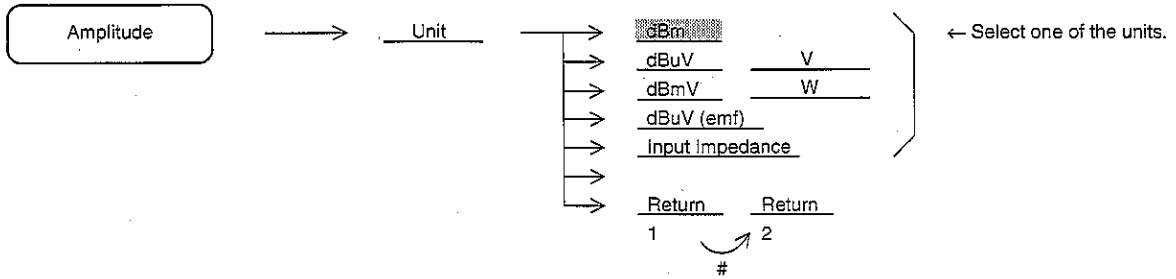 Amplitude Unit dBm ← Select one of the units.
dBuV V
dBmV W
dBuV (emf)
Input Impedance
Return Return
1 2
#